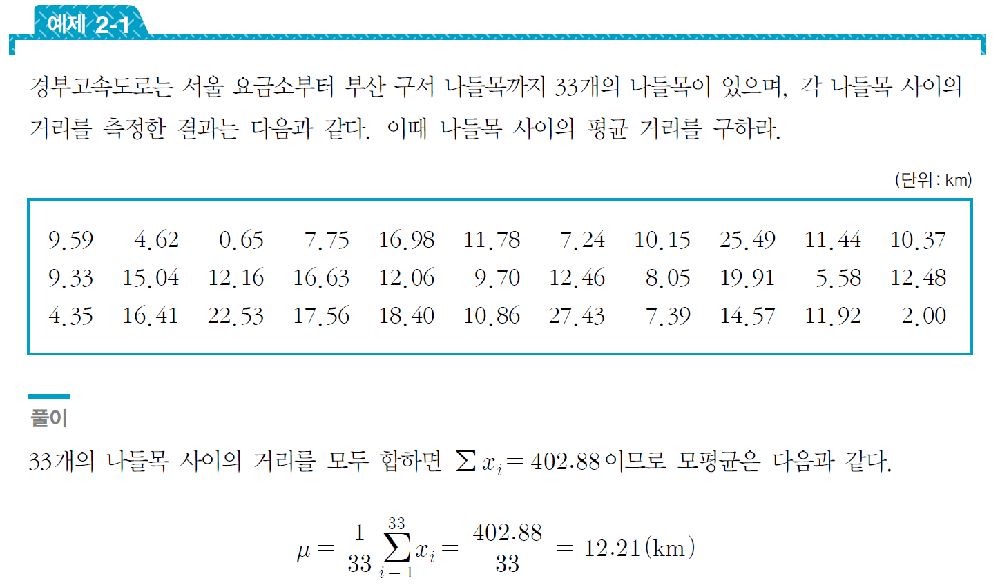 예제 2-1
경부고속도로는 서울 요금소부터 부산 구서 나들목까지 33개의 나들목이 있으며, 각 나들목 사이의
거리를 측정한 결과는 다음과 같다. 이때 나들목 사이의 평균 거리를 구하라.
(단위 : km)
9.59 4.62 0.65 7.75 16.98 11.78 7.24 10.15 25.49 11.44 10.37
9.33 15.04 12.16 16.63 12.06 9.70 12.46 8.05 19.91 5.58 12.48
4.35 16.41 22.53 17.56 18.40 10.86 27.43 7.39 14.57 11.92 2.00
풀이
33개의 나들목 사이의 거리를 모두 합하면 ∑ xᵢ = 402.88이므로 모평균은 다음과 같다.
μ = 1/33 ∑_{i = 1}^{33} xᵢ = 402.88/33 = 12.21(km)